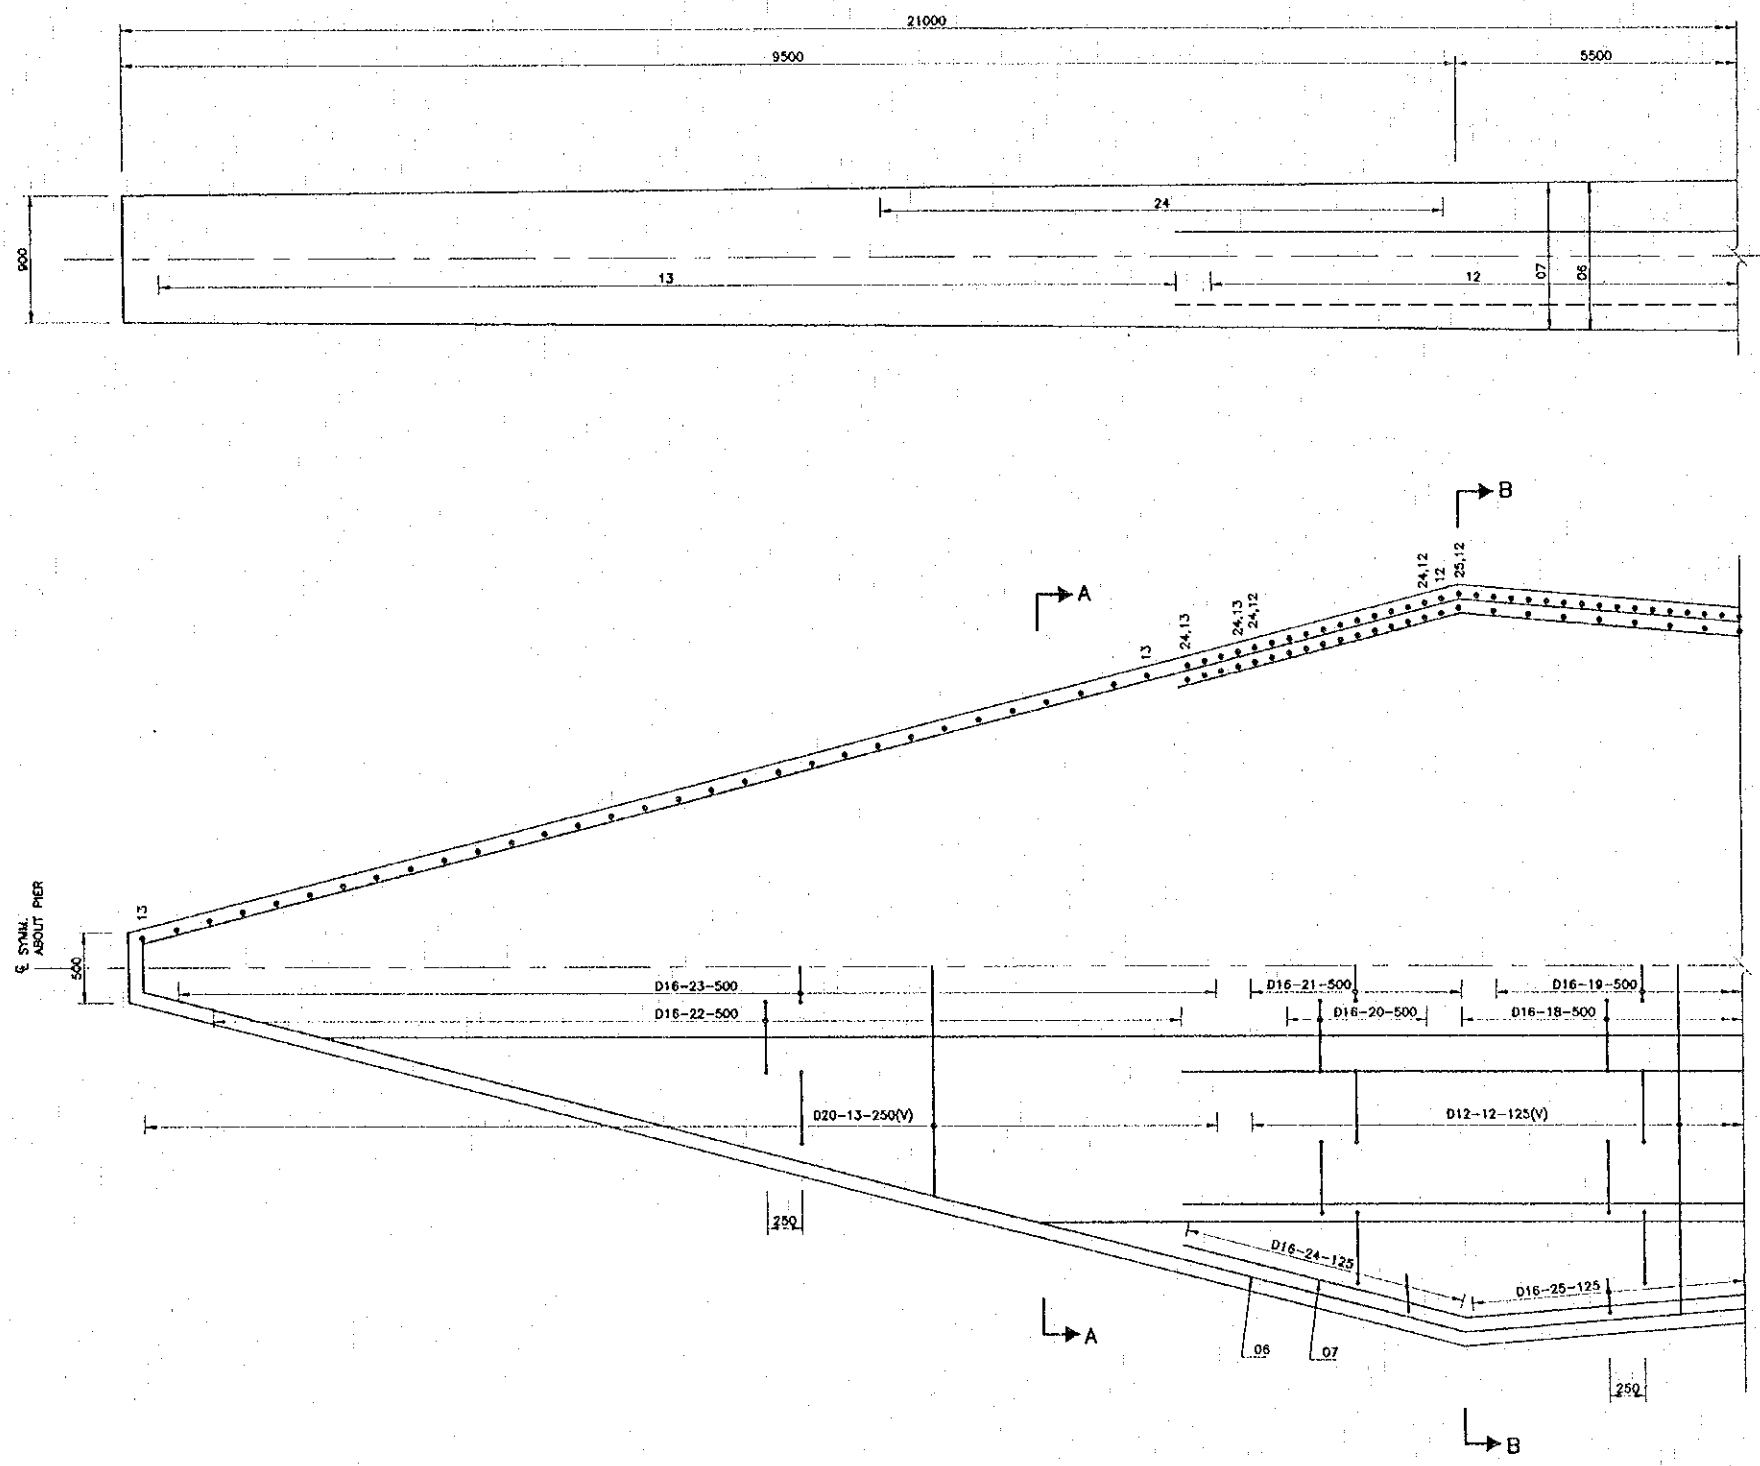 21000
9500
5500
900
24
13
12
07
06
B
A
24,13
24,13
24,12
13
24,12
12
25,12
13
℄ SYMM.
ABOUT PIER
500
D16-23-500
D16-21-500
D16-19-500
D16-22-500
D16-20-500
D16-18-500
D20-13-250(V)
D12-12-125(V)
250
D16-24-125
D16-25-125
A
06
07
250
B